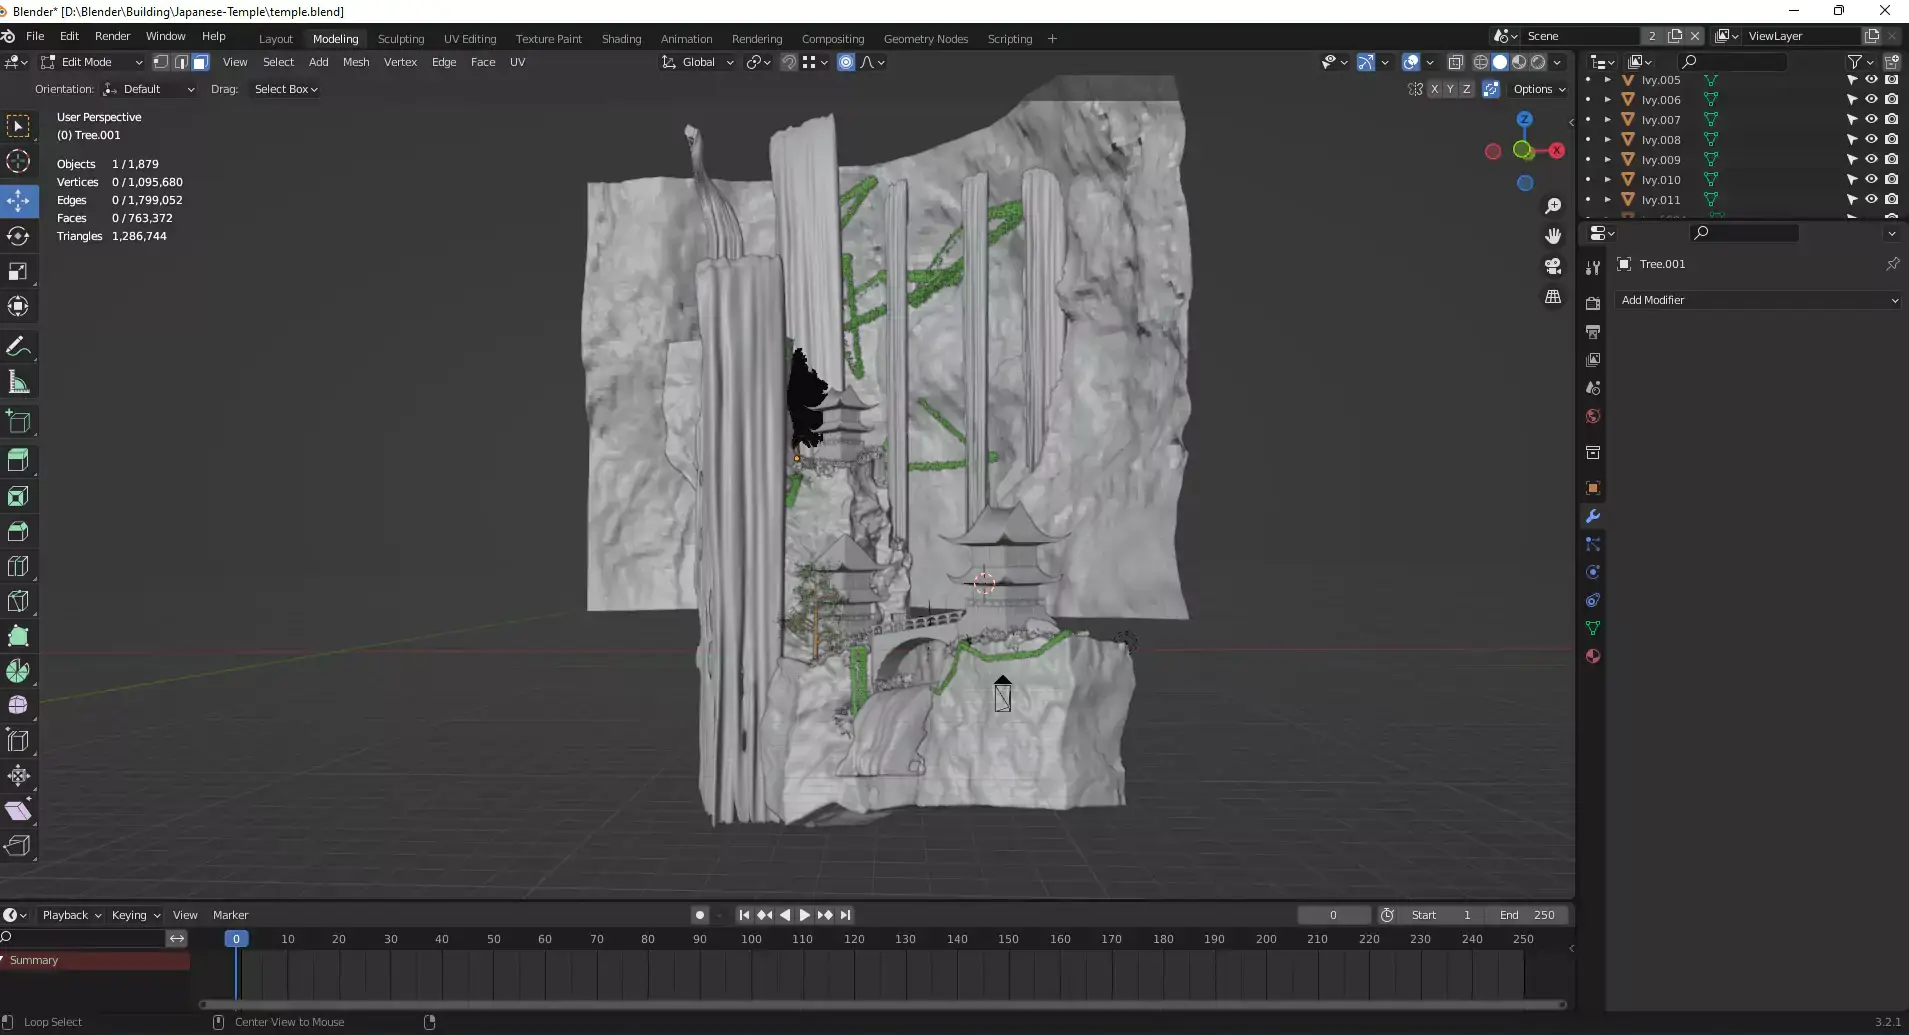 Blender* [D:\Blender\Building\Japanese-Temple\temple.blend]
File Edit Render Window Help Layout Modeling Sculpting UV Editing Texture Paint Shading Animation Rendering Compositing Geometry Nodes Scripting + Scene 2 ViewLayer
Edit Mode View Select Add Mesh Vertex Edge Face UV Global
Orientation: Default Drag: Select Box X Y Z Options
User Perspective
(0) Tree.001
Objects 1 / 1,879
Vertices 0 / 1,095,680
Edges 0 / 1,799,052
Faces 0 / 763,372
Triangles 1,286,744
Z
X
Ivy.005
Ivy.006
Ivy.007
Ivy.008
Ivy.009
Ivy.010
Ivy.011
Tree.001
Add Modifier
Playback Keying View Marker 0 Start 1 End 250
0 10 20 30 40 50 60 70 80 90 100 110 120 130 140 150 160 170 180 190 200 210 220 230 240 250
Summary
Loop Select Center View to Mouse 3.2.1